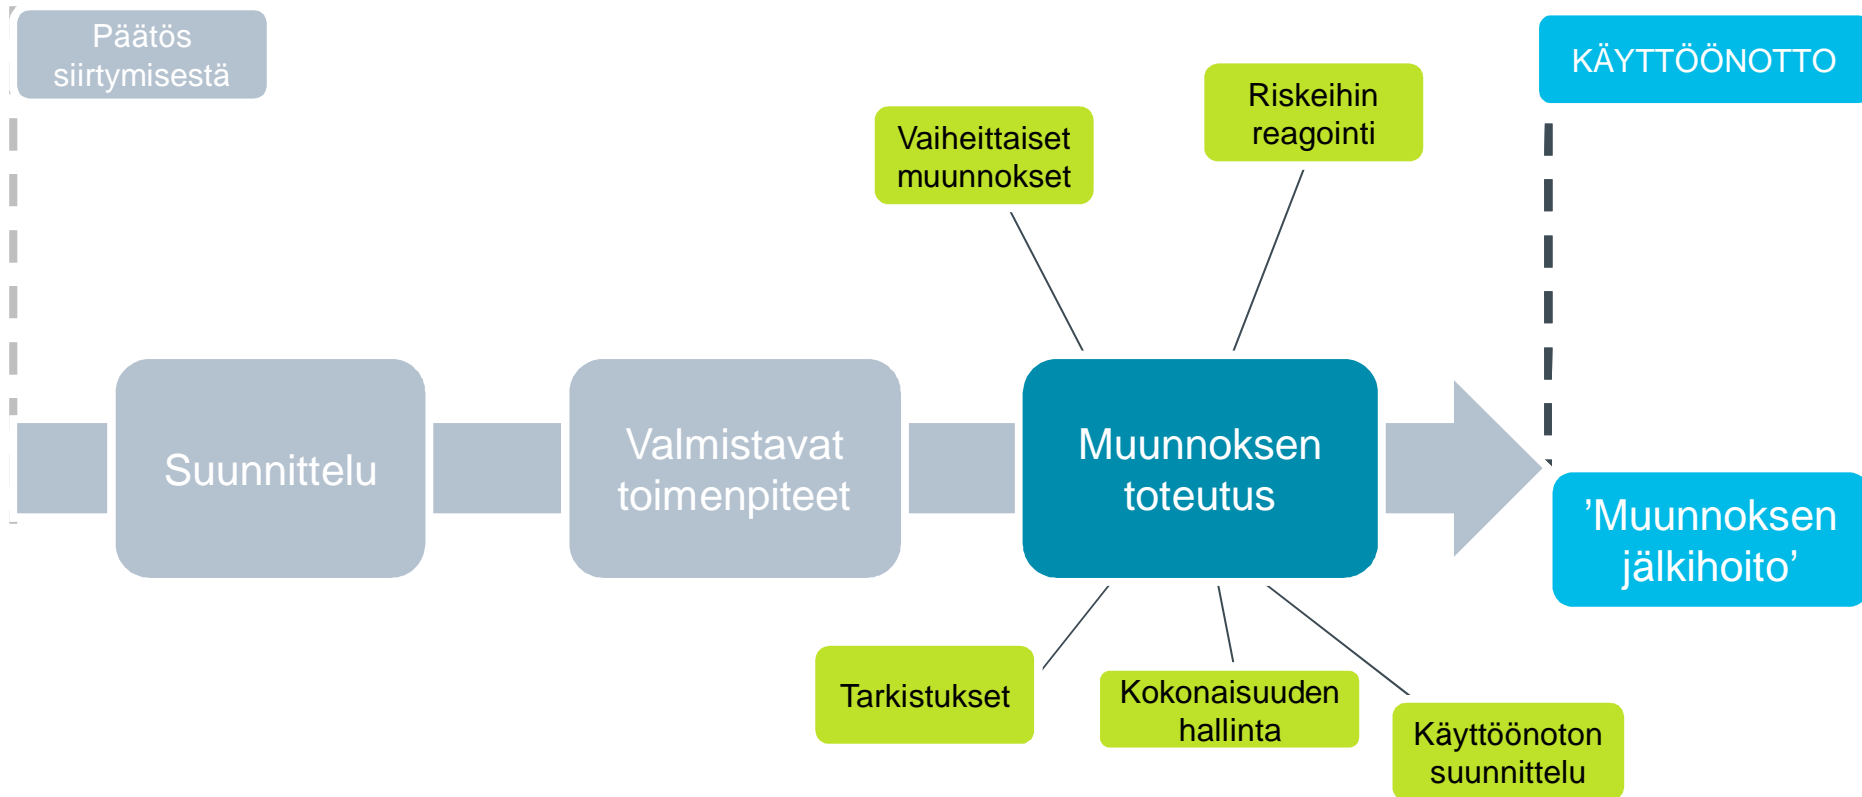 Päätös
siirtymisestä
KÄYTTÖÖNOTTO
Riskeihin
reagointi
Vaiheittaiset
muunnokset
Suunnittelu
Valmistavat
toimenpiteet
Muunnoksen
toteutus
’Muunnoksen
jälkihoito’
Tarkistukset
Kokonaisuuden
hallinta
Käyttöönoton
suunnittelu